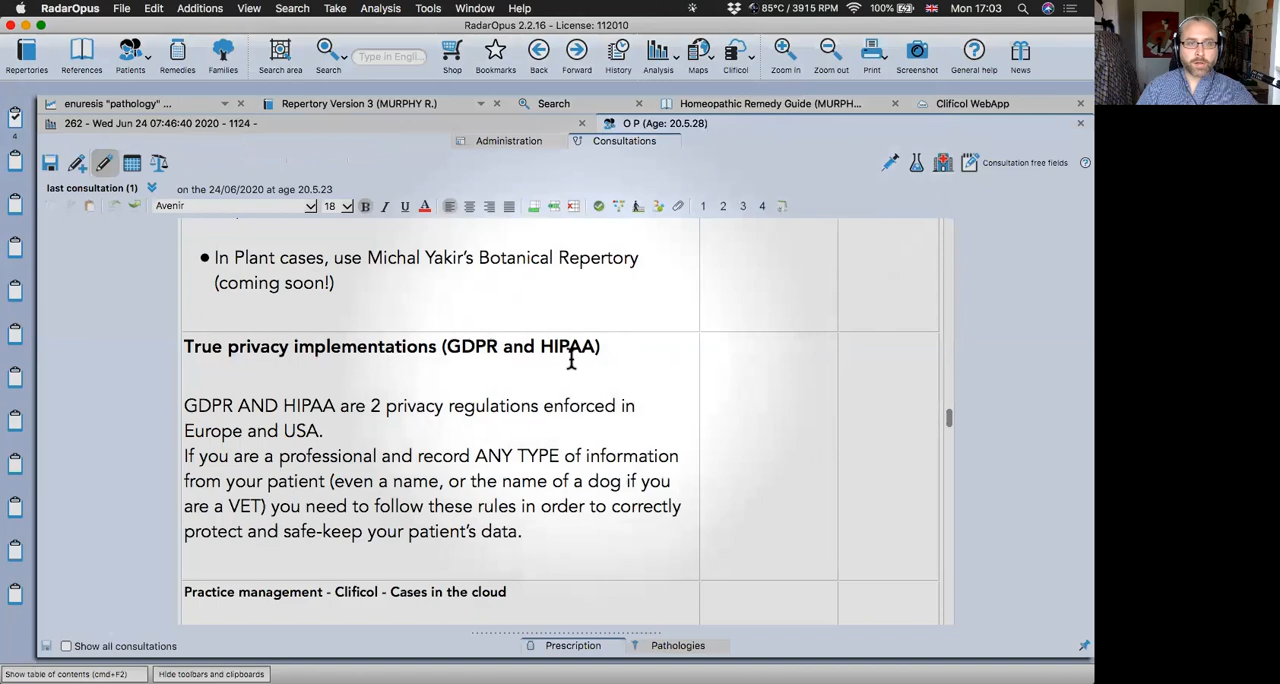 RadarOpus File Edit Additions View Search Take Analysis Tools Window Help 85°C / 3915 RPM 100% Mon 17:03
RadarOpus 2.2.16 - License: 112010
Type in Engli...
Repertories References Patients Remedies Families Search area Search Shop Bookmarks Back Forward History Analysis Maps Clificol Zoom in Zoom out Print Screenshot General help News
enuresis "pathology" ... Repertory Version 3 (MURPHY R.) Search Homeopathic Remedy Guide (MURPH... Clificol WebApp
262 - Wed Jun 24 07:46:40 2020 - 1124 - O P (Age: 20.5.28)
4
Administration Consultations
Consultation free fields
last consultation (1) on the 24/06/2020 at age 20.5.23
Avenir 18 B I U A 1 2 3 4
● In Plant cases, use Michal Yakir's Botanical Repertory
(coming soon!)
True privacy implementations (GDPR and HIPAA)
GDPR AND HIPAA are 2 privacy regulations enforced in
Europe and USA.
If you are a professional and record ANY TYPE of information
from your patient (even a name, or the name of a dog if you
are a VET) you need to follow these rules in order to correctly
protect and safe-keep your patient's data.
Practice management - Clificol - Cases in the cloud
Show all consultations Prescription Pathologies
Show table of contents (cmd+F2) Hide toolbars and clipboards